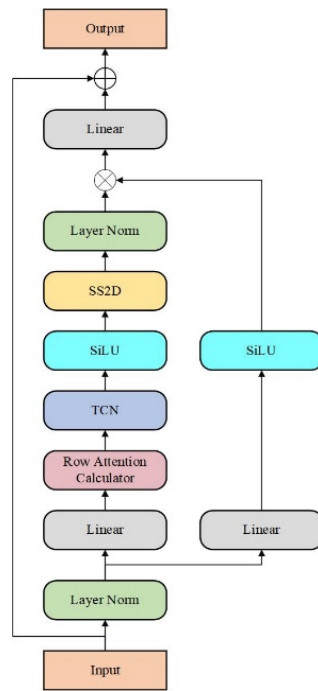 Output
Linear
Layer Norm
SS2D
SiLU
SiLU
TCN
Row Attention
Calculator
Linear
Linear
Layer Norm
Input